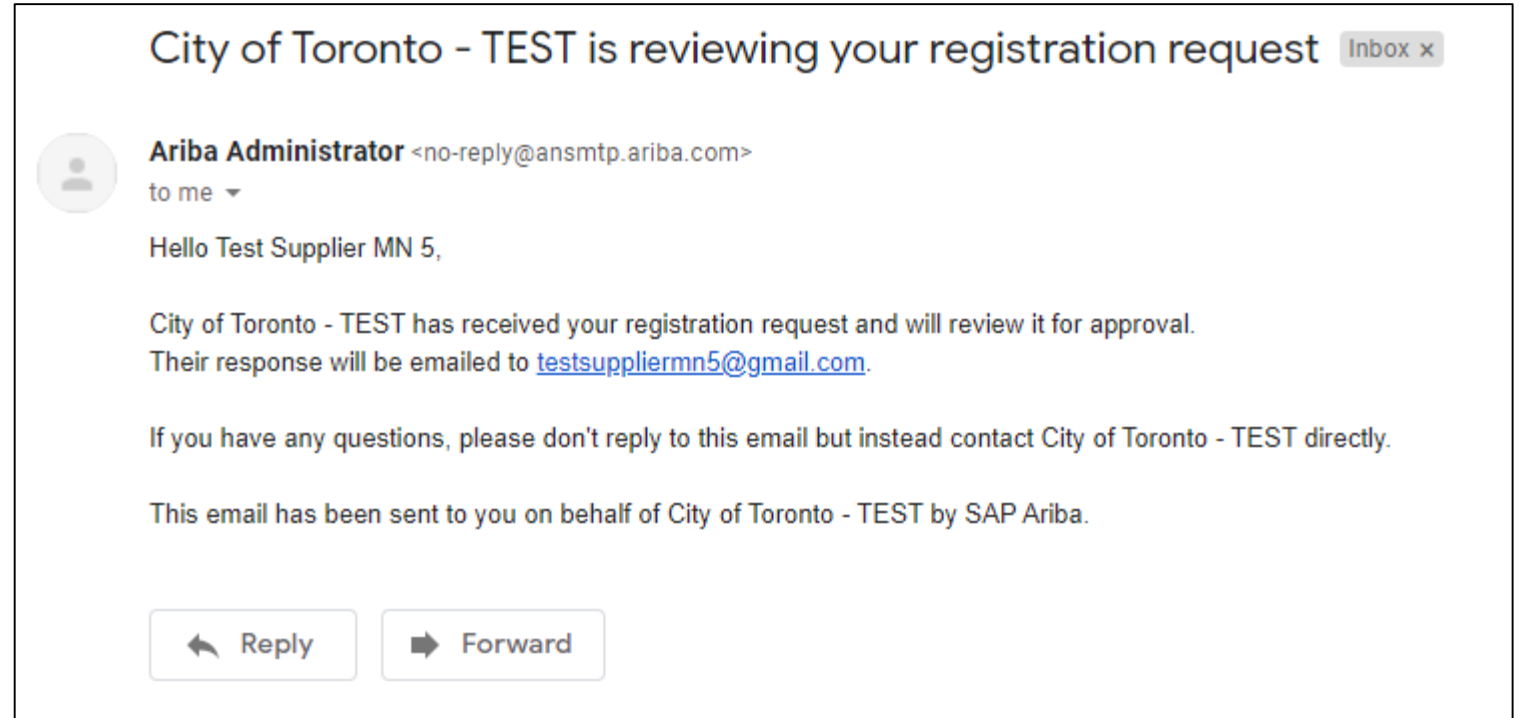 City of Toronto - TEST is reviewing your registration request Inbox x
Ariba Administrator <no-reply@ansmtp.ariba.com>
to me
Hello Test Supplier MN 5,
City of Toronto - TEST has received your registration request and will review it for approval.
Their response will be emailed to testsuppliermn5@gmail.com.
If you have any questions, please don't reply to this email but instead contact City of Toronto - TEST directly.
This email has been sent to you on behalf of City of Toronto - TEST by SAP Ariba.
Reply Forward